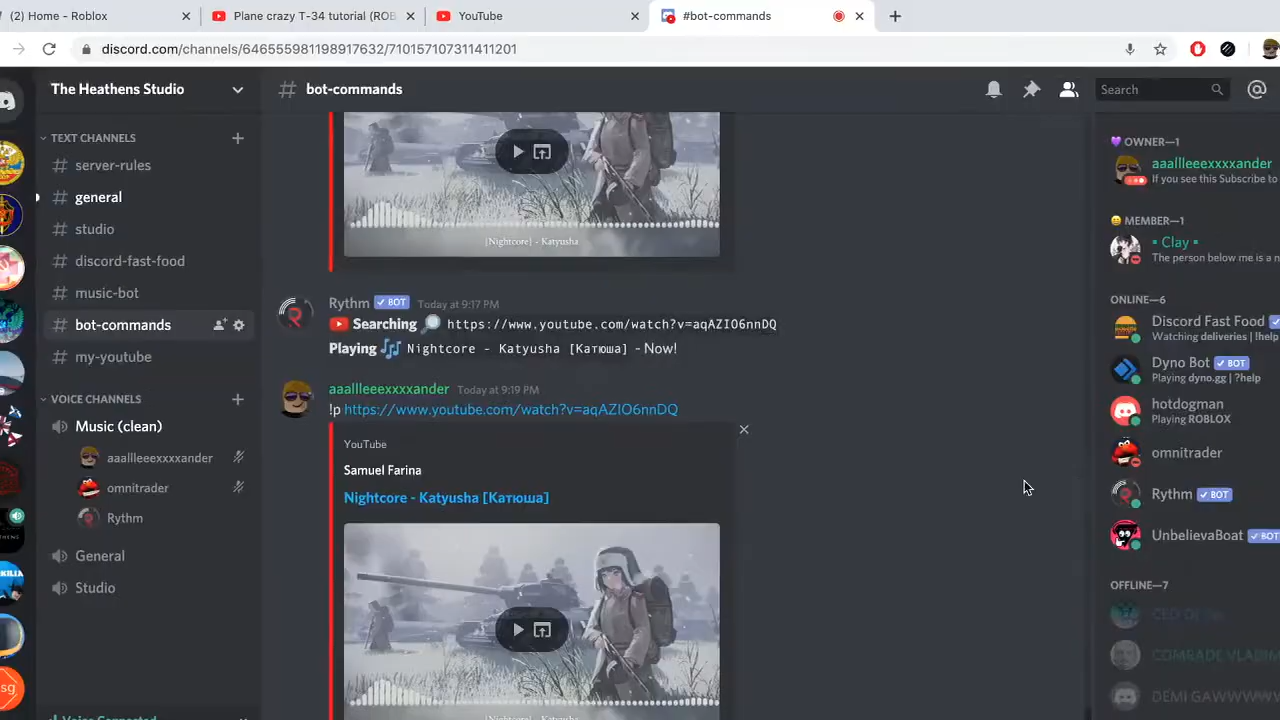 (2) Home - Roblox
Plane crazy T-34 tutorial (ROB
YouTube
#bot-commands
discord.com/channels/646555981198917632/710157107311411201
The Heathens Studio
# bot-commands
Search
TEXT CHANNELS
# server-rules
# general
# studio
# discord-fast-food
# music-bot
# bot-commands
# my-youtube
VOICE CHANNELS
Music (clean)
aaallleeexxxxander
omnitrader
Rythm
General
Studio
[Nightcore] - Katyusha
Rythm BOT Today at 9:17 PM
Searching https://www.youtube.com/watch?v=aqAZIO6nnDQ
Playing Nightcore - Katyusha [Катюша] - Now!
aaallleeexxxxander Today at 9:19 PM
!p https://www.youtube.com/watch?v=aqAZIO6nnDQ
YouTube
Samuel Farina
Nightcore - Katyusha [Катюша]
OWNER—1
aaallleeexxxxander
If you see this Subscribe to
MEMBER—1
▪ Clay ▪
The person below me is a n
ONLINE—6
Discord Fast Food
Watching deliveries | !help
Dyno Bot BOT
Playing dyno.gg | ?help
hotdogman
Playing ROBLOX
omnitrader
Rythm BOT
UnbelievaBoat BOT
OFFLINE—7
COMRADE VLADIM
DEMI GAWWWWW